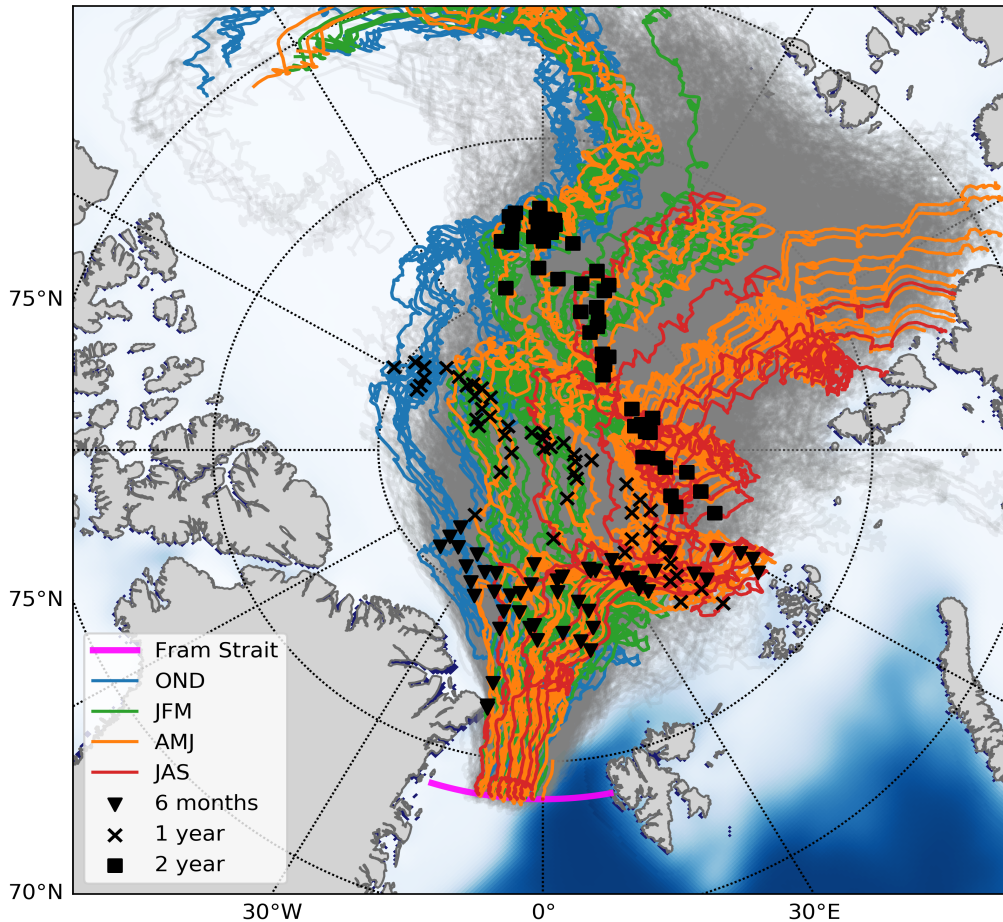 75°N
75°N
Fram Strait
OND
JFM
AMJ
JAS
6 months
1 year
2 year
70°N
30°W
0°
30°E